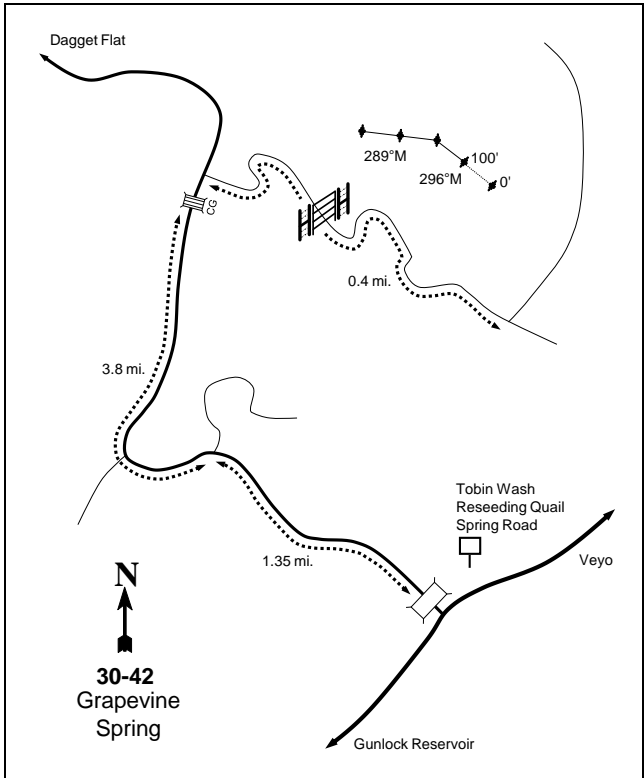 Dagget Flat
289°M
100'
296°M
0'
CG
0.4 mi.
3.8 mi.
Tobin Wash
Reseeding Quail
Spring Road
1.35 mi.
Veyo
N
30-42
Grapevine
Spring
Gunlock Reservoir